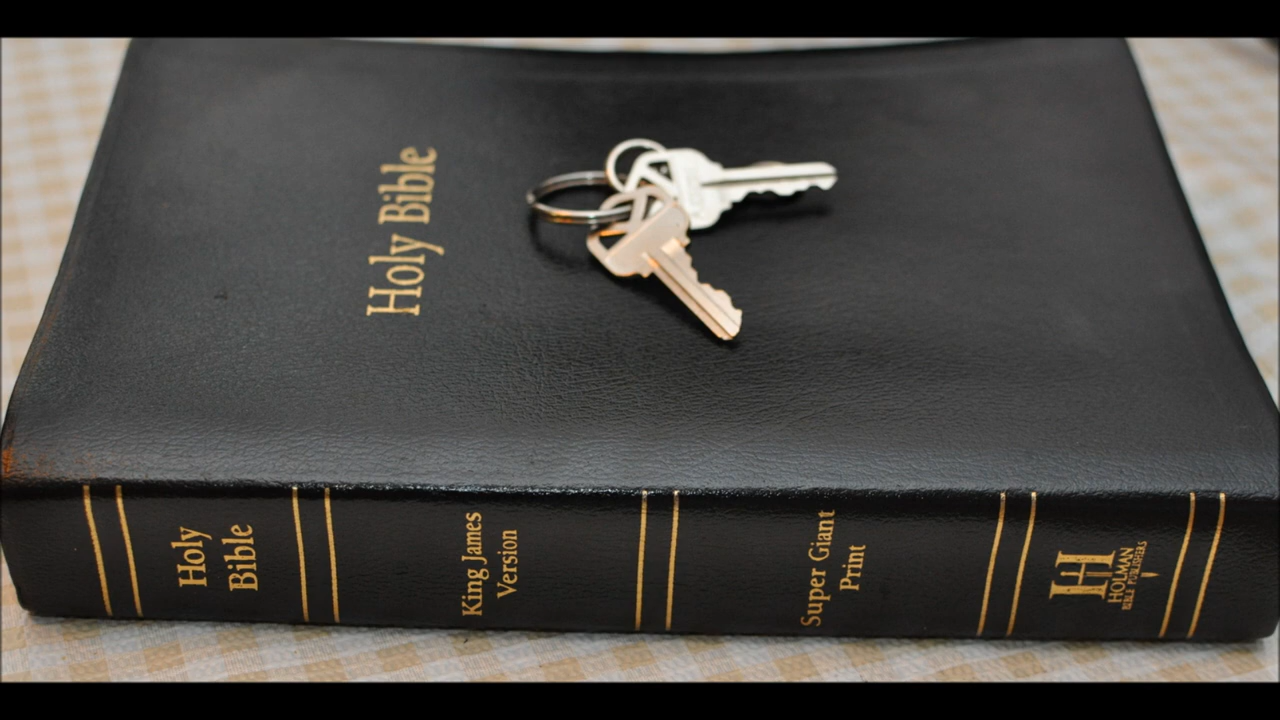 Holy Bible
Holy
Bible
King James
Version
Super Giant
Print
HOLMAN
BIBLE PUBLISHERS